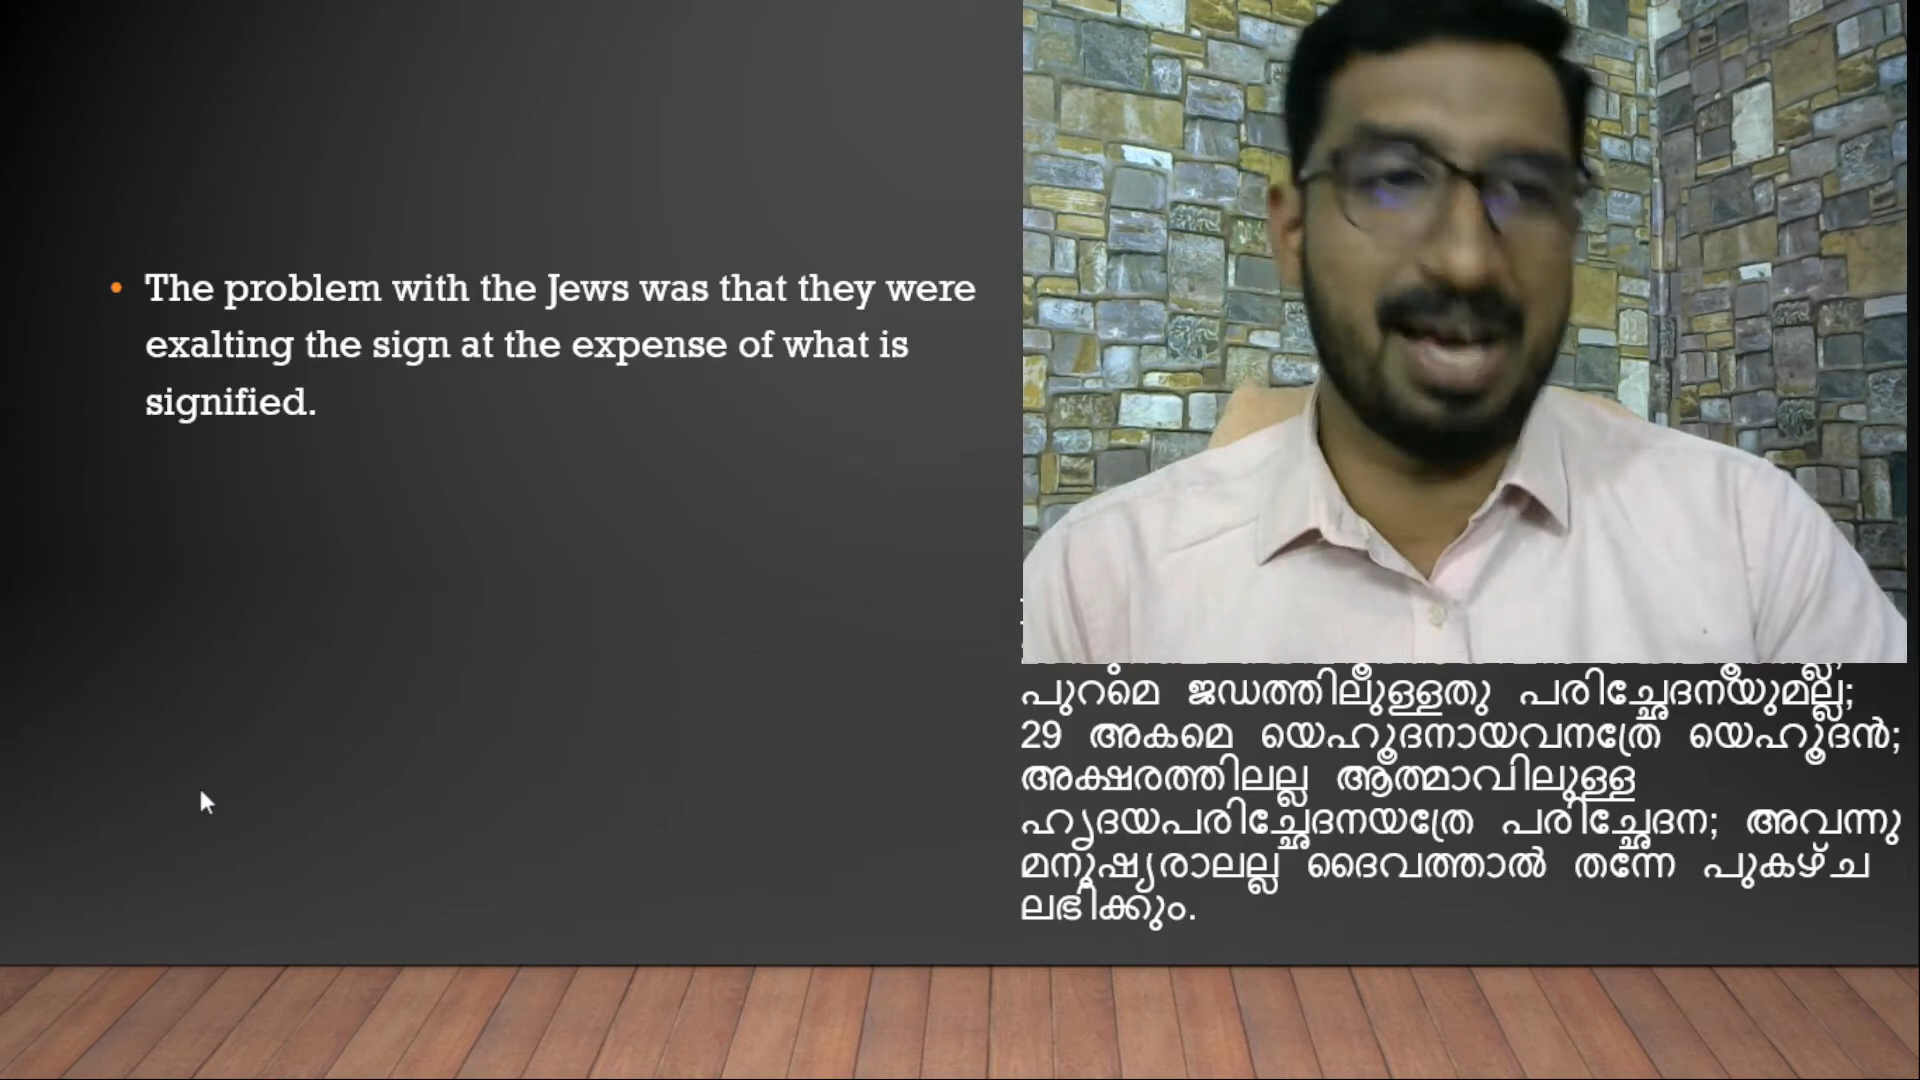 • The problem with the Jews was that they were
exalting the sign at the expense of what is
signified.
പുറമെ ജഡത്തിലുള്ളതു പരിച്ഛേദനയുമല്ല;
29 അകമെ യെഹൂദനായവനത്രേ യെഹൂദൻ;
അക്ഷരത്തിലല്ല ആത്മാവിലുള്ള
ഹൃദയപരിച്ഛേദനയത്രേ പരിച്ഛേദന; അവന്നു
മനുഷ്യരാലല്ല ദൈവത്താൽ തന്നേ പുകഴ്ച
ലഭിക്കും.